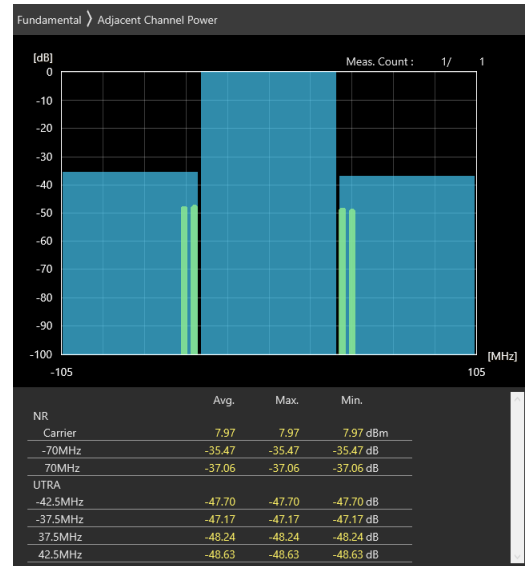 Fundamental 〉 Adjacent Channel Power
[dB]
Meas. Count : 1/ 1
0
-10
-20
-30
-40
-50
-60
-70
-80
-90
-100
[MHz]
-105 105
Avg. Max. Min.
NR
Carrier 7.97 7.97 7.97 dBm
-70MHz -35.47 -35.47 -35.47 dB
70MHz -37.06 -37.06 -37.06 dB
UTRA
-42.5MHz -47.70 -47.70 -47.70 dB
-37.5MHz -47.17 -47.17 -47.17 dB
37.5MHz -48.24 -48.24 -48.24 dB
42.5MHz -48.63 -48.63 -48.63 dB